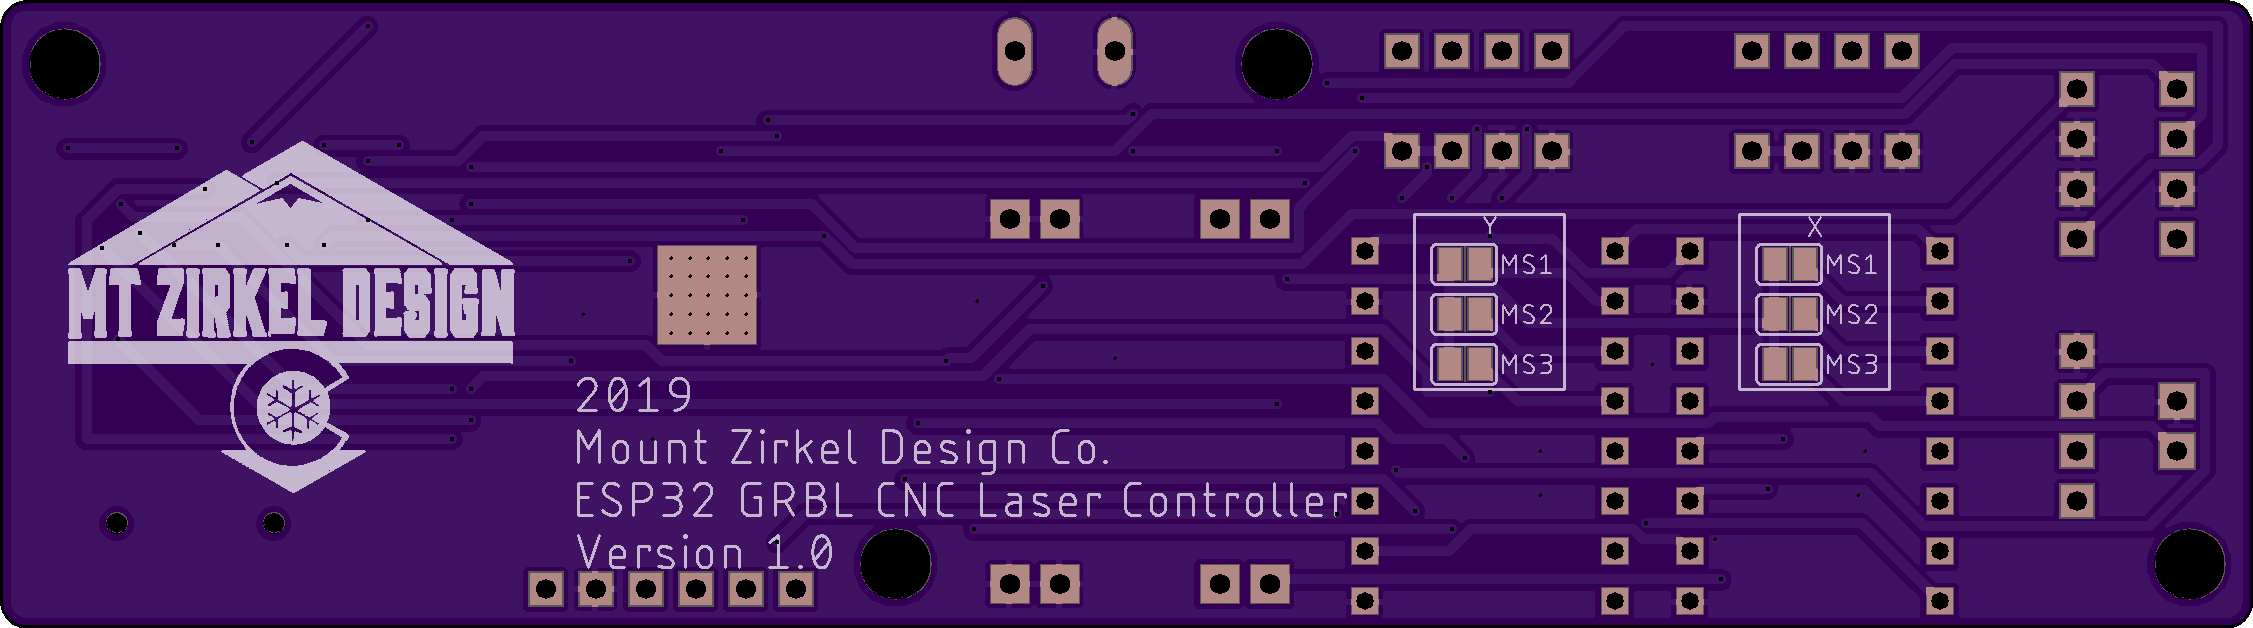 Y
MS1
MS2
MS3
X
MS1
MS2
MS3
MT ZIRKEL DESIGN
2019
Mount Zirkel Design Co.
ESP32 GRBL CNC Laser Controller
Version 1.0